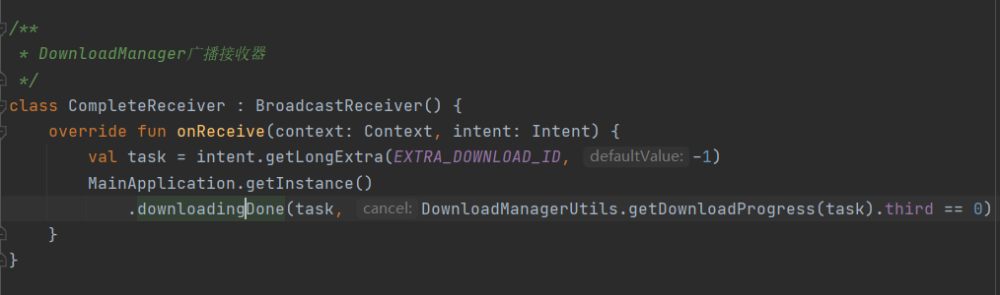 /**
 * DownloadManager广播接收器
 */
class CompleteReceiver : BroadcastReceiver() {
    override fun onReceive(context: Context, intent: Intent) {
        val task = intent.getLongExtra(EXTRA_DOWNLOAD_ID, defaultValue: -1)
        MainApplication.getInstance()
            .downloadingDone(task, cancel: DownloadManagerUtils.getDownloadProgress(task).third == 0)
    }
}